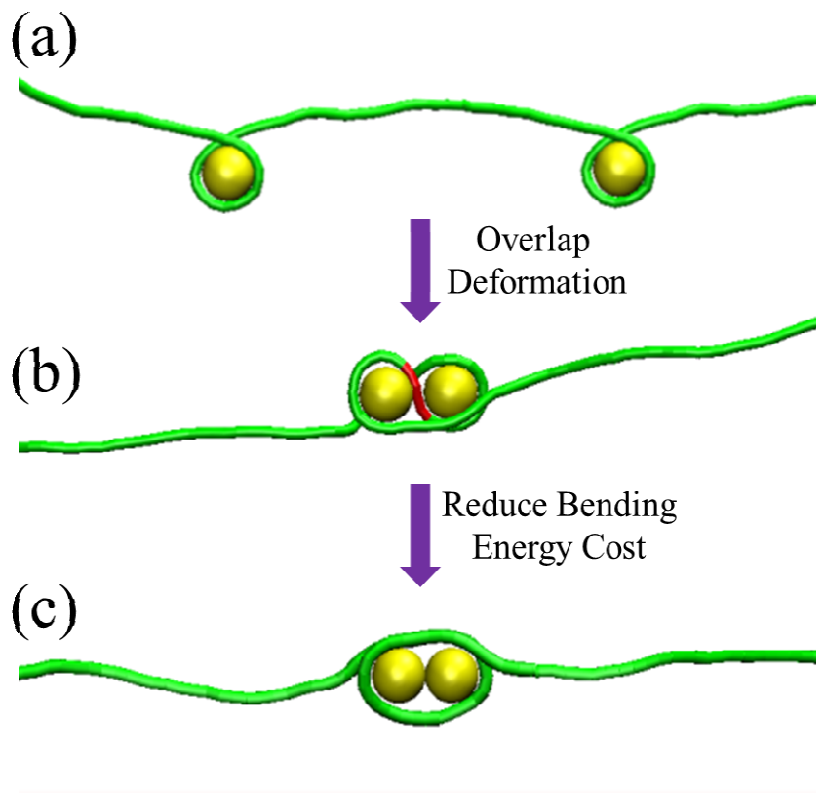 (a)
Overlap
Deformation
(b)
Reduce Bending
Energy Cost
(c)